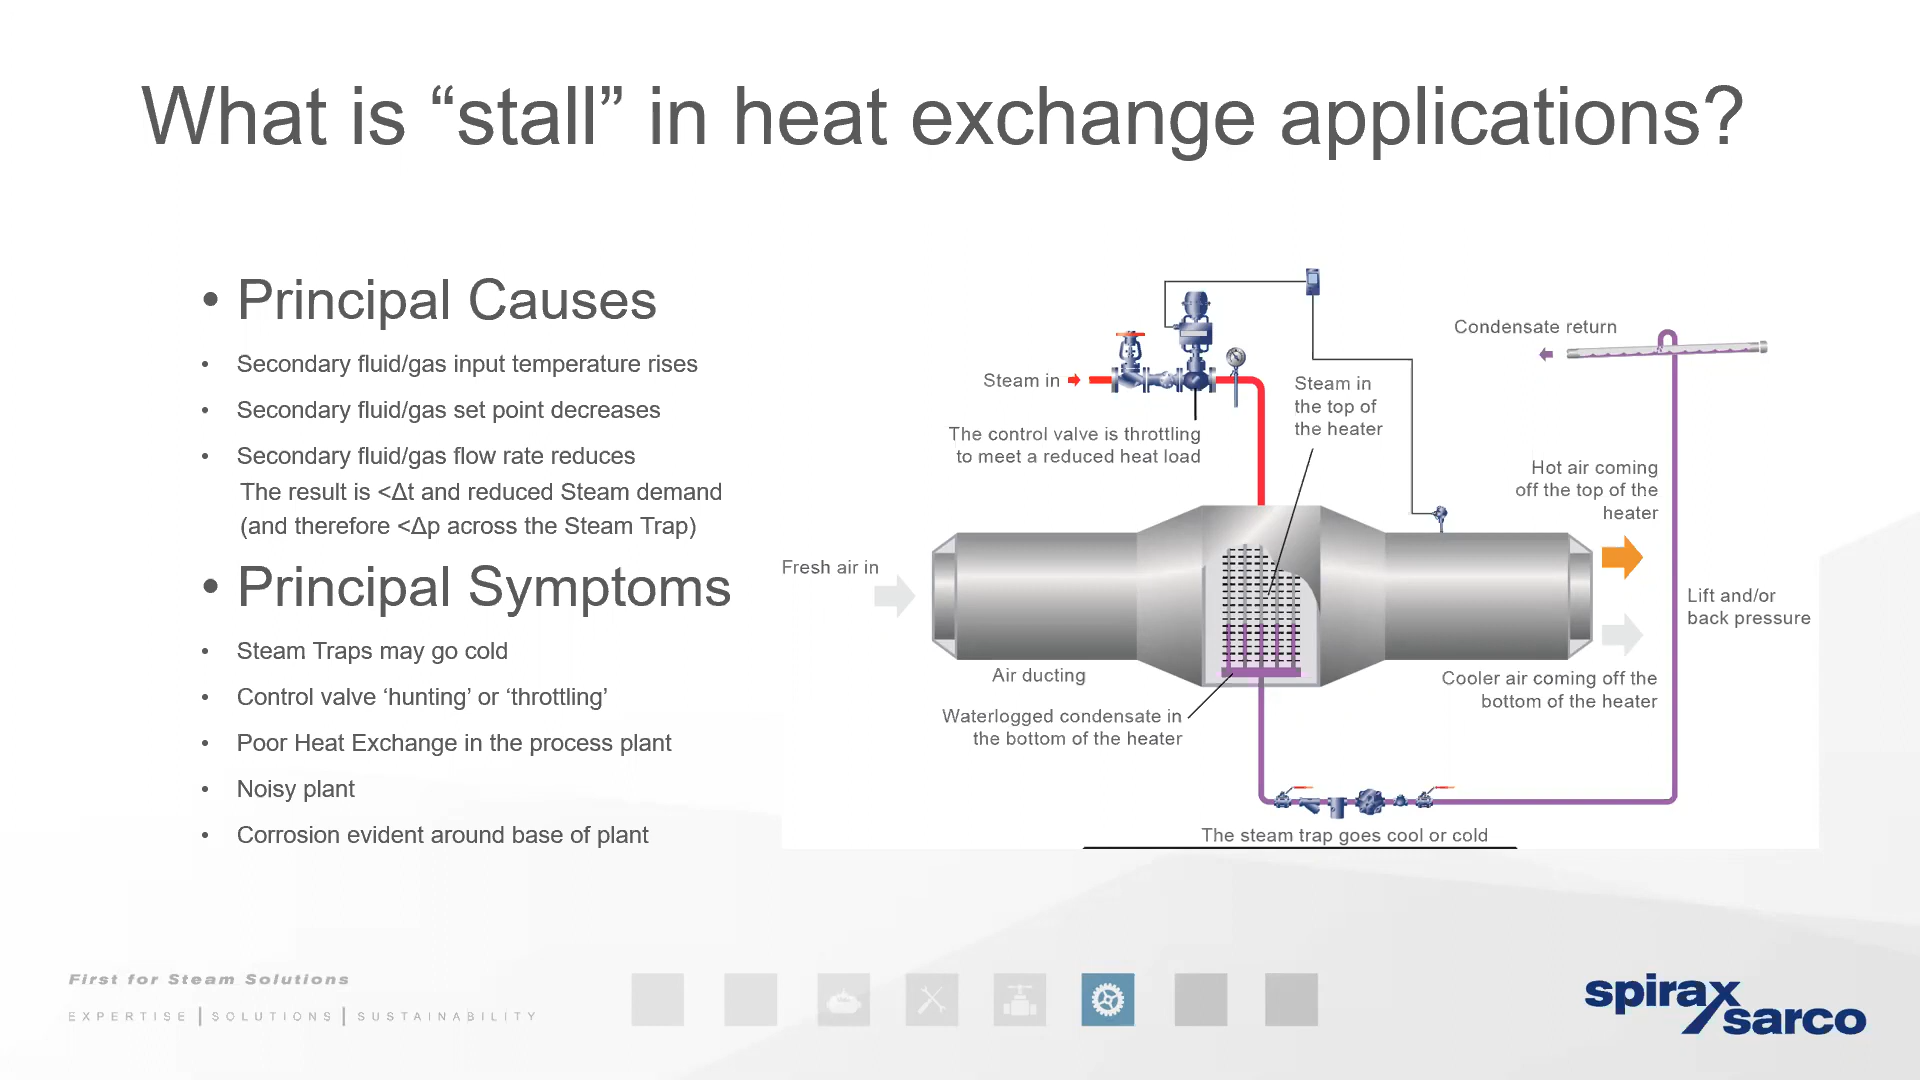 What is “stall” in heat exchange applications?
• Principal Causes
• Secondary fluid/gas input temperature rises
• Secondary fluid/gas set point decreases
• Secondary fluid/gas flow rate reduces
The result is <Δt and reduced Steam demand
(and therefore <Δp across the Steam Trap)
• Principal Symptoms
• Steam Traps may go cold
• Control valve ‘hunting’ or ‘throttling’
• Poor Heat Exchange in the process plant
• Noisy plant
• Corrosion evident around base of plant
Condensate return
Steam in
Steam in
the top of
the heater
The control valve is throttling
to meet a reduced heat load
Hot air coming
off the top of the
heater
Fresh air in
Lift and/or
back pressure
Air ducting
Cooler air coming off the
bottom of the heater
Waterlogged condensate in
the bottom of the heater
The steam trap goes cool or cold
First for Steam Solutions
EXPERTISE | SOLUTIONS | SUSTAINABILITY
spirax
sarco